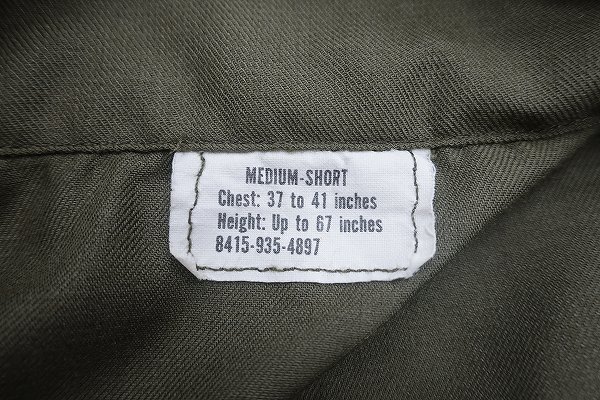 MEDIUM-SHORT
Chest: 37 to 41 inches
Height: Up to 67 inches
8415-935-4897